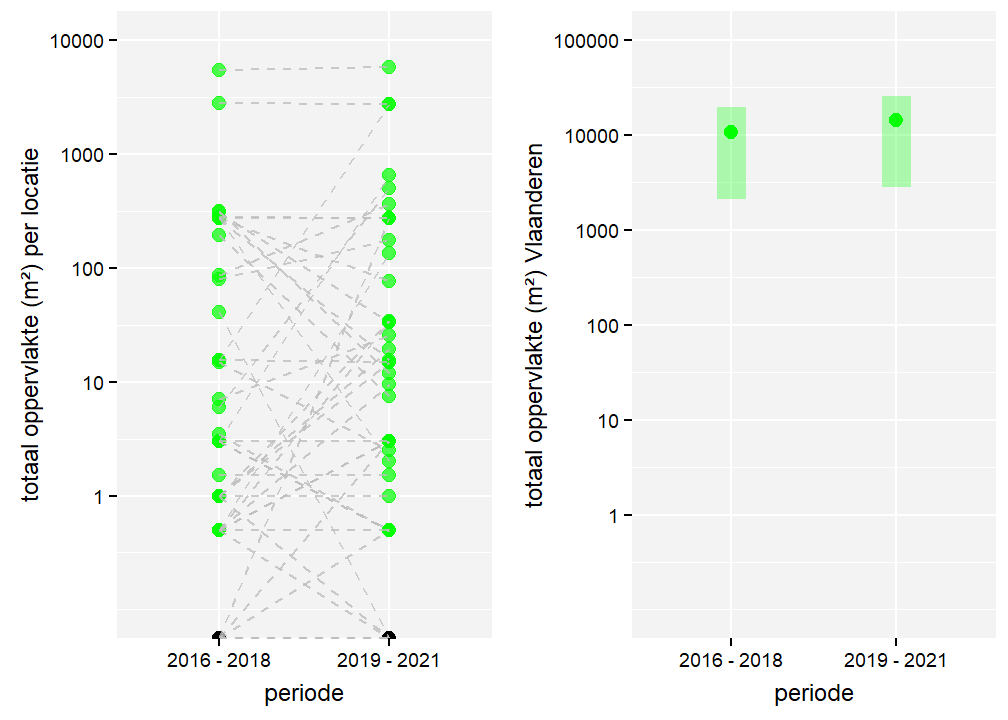 totaal oppervlakte (m²) per locatie
10000
1000
100
10
1
2016 - 2018
2019 - 2021
periode
totaal oppervlakte (m²) Vlaanderen
100000
10000
1000
100
10
1
2016 - 2018
2019 - 2021
periode